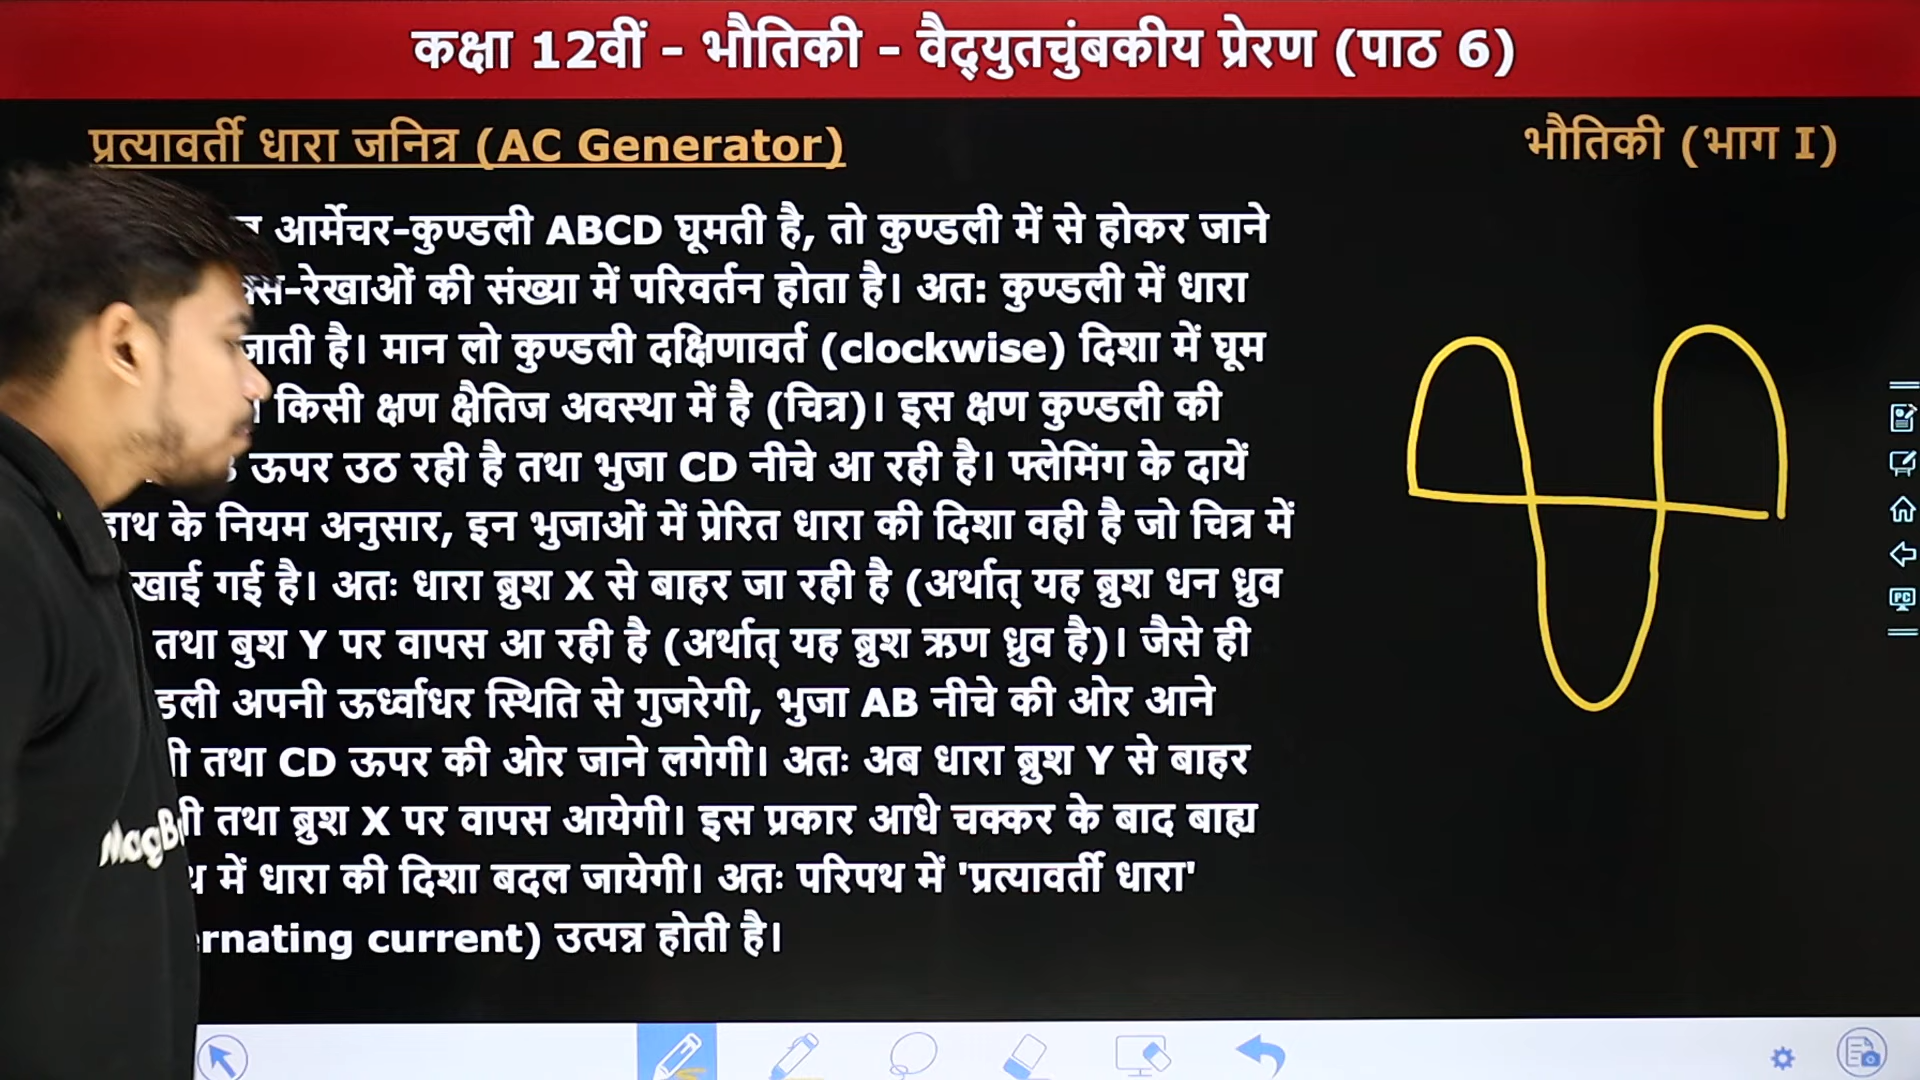 कक्षा 12वीं - भौतिकी - वैद्युतचुंबकीय प्रेरण (पाठ 6)
प्रत्यावर्ती धारा जनित्र (AC Generator)
भौतिकी (भाग I)
आर्मेचर-कुण्डली ABCD घूमती है, तो कुण्डली में से होकर जाने
-रेखाओं की संख्या में परिवर्तन होता है। अत: कुण्डली में धारा
जाती है। मान लो कुण्डली दक्षिणावर्त (clockwise) दिशा में घूम
किसी क्षण क्षैतिज अवस्था में है (चित्र)। इस क्षण कुण्डली की
ऊपर उठ रही है तथा भुजा CD नीचे आ रही है। फ्लेमिंग के दायें
हाथ के नियम अनुसार, इन भुजाओं में प्रेरित धारा की दिशा वही है जो चित्र में
खाई गई है। अतः धारा ब्रुश X से बाहर जा रही है (अर्थात् यह ब्रुश धन ध्रुव
तथा बुश Y पर वापस आ रही है (अर्थात् यह ब्रुश ऋण ध्रुव है)। जैसे ही
डली अपनी ऊर्ध्वाधर स्थिति से गुजरेगी, भुजा AB नीचे की ओर आने
तथा CD ऊपर की ओर जाने लगेगी। अतः अब धारा ब्रुश Y से बाहर
तथा ब्रुश X पर वापस आयेगी। इस प्रकार आधे चक्कर के बाद बाह्य
में धारा की दिशा बदल जायेगी। अतः परिपथ में 'प्रत्यावर्ती धारा'
ernating current) उत्पन्न होती है।
MagB
PC